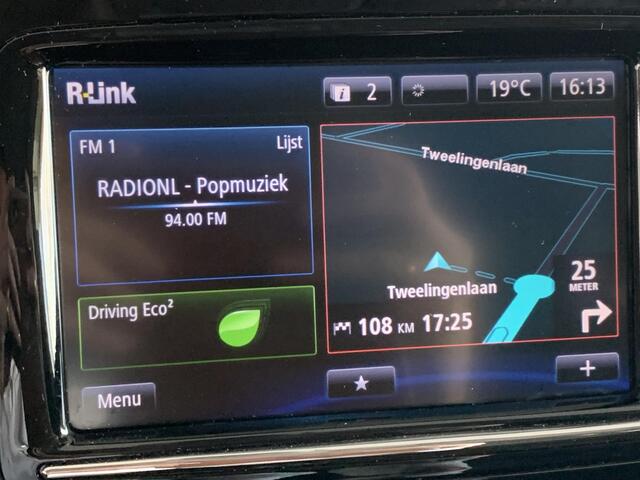 R-Link
2
19°C
16:13
FM 1
Lijst
RADIONL - Popmuziek
94.00 FM
Driving Eco²
Menu
Tweelingenlaan
Tweelingenlaan
108 KM 17:25
25
METER
+